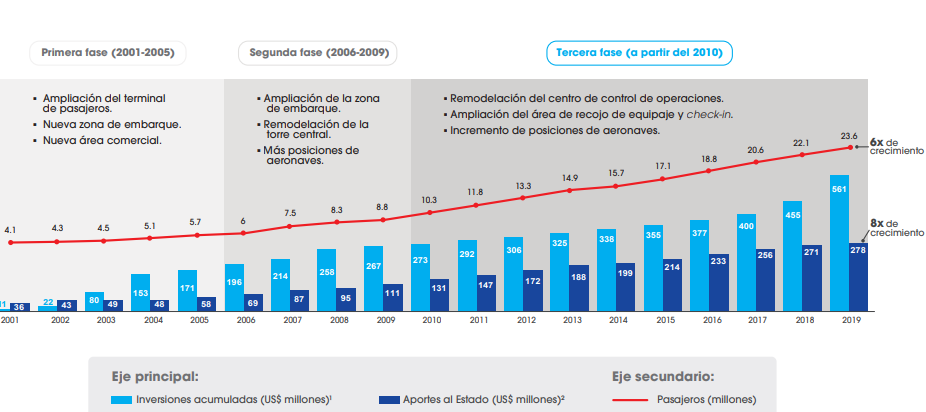 Primera fase (2001-2005)
Segunda fase (2006-2009)
Tercera fase (a partir del 2010)
▪ Ampliación del terminal
de pasajeros.
▪ Nueva zona de embarque.
▪ Nueva área comercial.
▪ Ampliación de la zona
de embarque.
▪ Remodelación de la
torre central.
▪ Más posiciones de
aeronaves.
▪ Remodelación del centro de control de operaciones.
▪ Ampliación del área de recojo de equipaje y check-in.
▪ Incremento de posiciones de aeronaves.
4.1 4.3 4.5 5.1 5.7 6 7.5 8.3 8.8 10.3 11.8 13.3 14.9 15.7 17.1 18.8 20.6 22.1 23.6
6x de
crecimiento
8x de
crecimiento
22 80 153 171 196 214 258 267 273 292 306 325 338 355 377 400 455 561
36 43 49 48 58 69 87 95 111 131 147 172 188 199 214 233 256 271 278
2001 2002 2003 2004 2005 2006 2007 2008 2009 2010 2011 2012 2013 2014 2015 2016 2017 2018 2019
Eje principal:
Eje secundario:
Inversiones acumuladas (US$ millones)¹
Aportes al Estado (US$ millones)²
Pasajeros (millones)